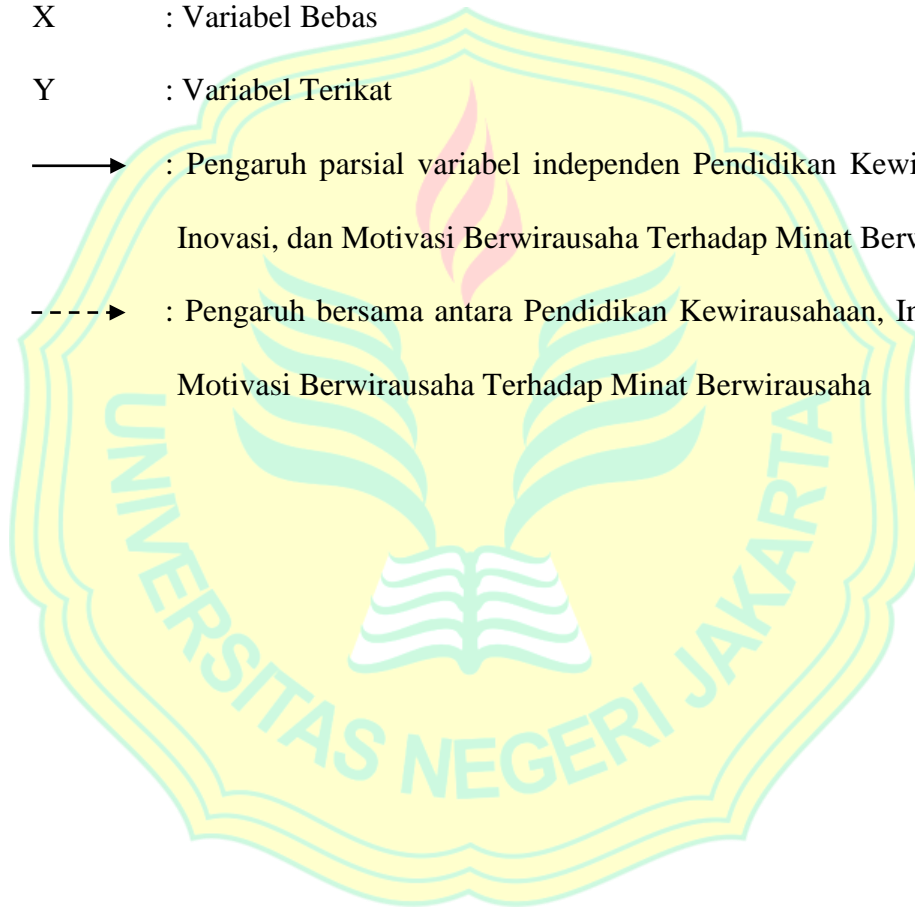 X : Variabel Bebas
Y : Variabel Terikat
: Pengaruh parsial variabel independen Pendidikan
Inovasi, dan Motivasi Berwirausaha Terhadap Minat
: Pengaruh bersama antara Pendidikan Kewirausahaan,
Motivasi Berwirausaha Terhadap Minat Berwirausaha
UNIVERSITAS NEGERI JAKARTA